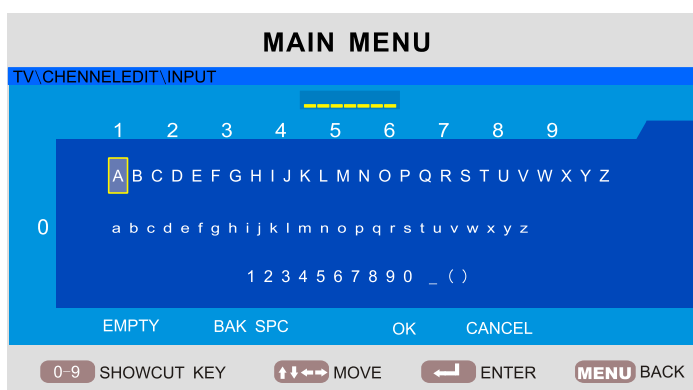 MAIN MENU
TV\CHENNELEDIT\INPUT
_______
1 2 3 4 5 6 7 8 9
A B C D E F G H I J K L M N O P Q R S T U V W X Y Z
0
a b c d e f g h i j k l m n o p q r s t u v w x y z
1 2 3 4 5 6 7 8 9 0 _ ( )
EMPTY BAK SPC OK CANCEL
0-9 SHOWCUT KEY MOVE ENTER MENU BACK